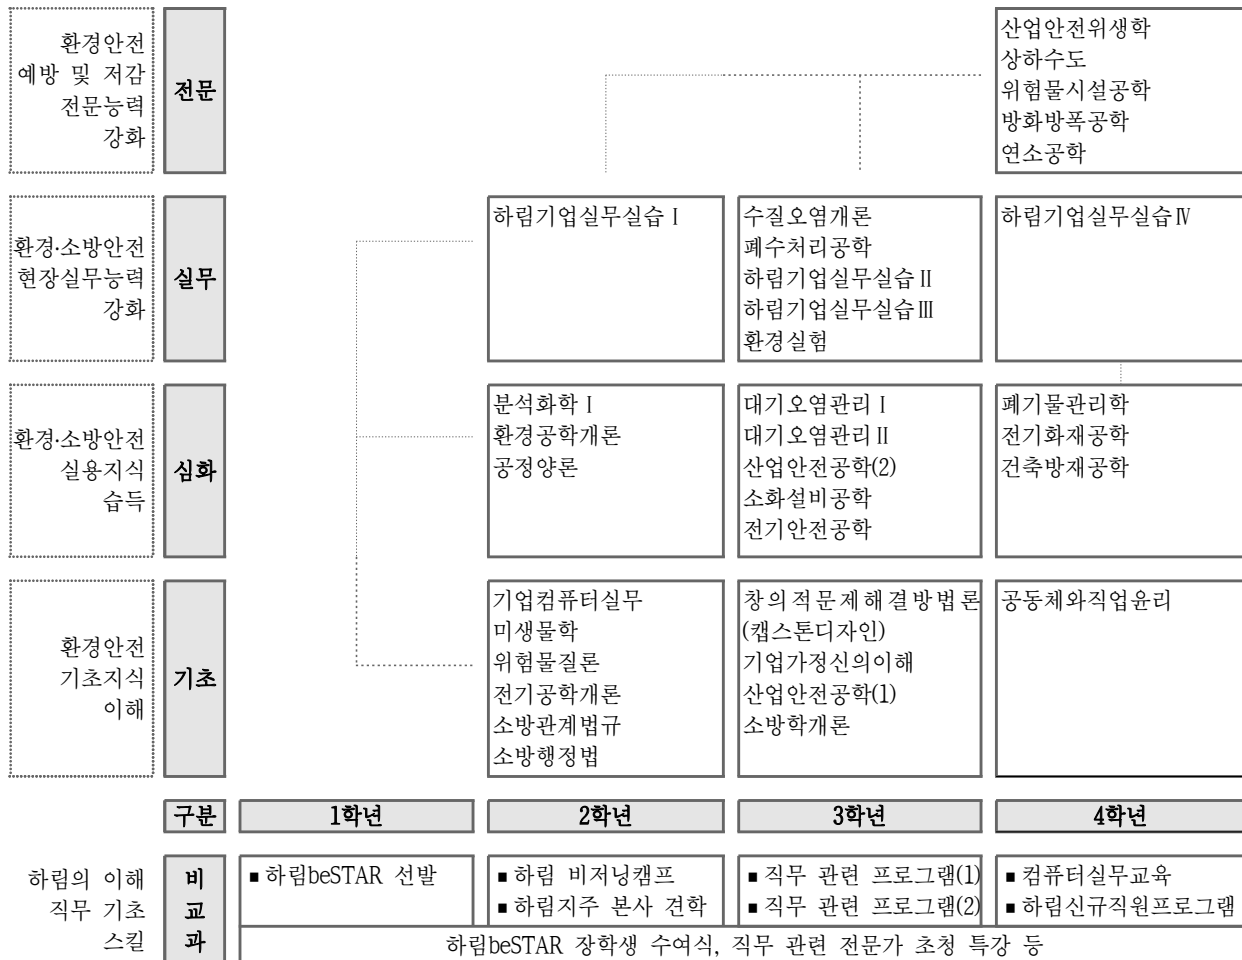 환경안전
예방 및 저감
전문능력
강화
전문
산업안전위생학
상하수도
위험물시설공학
방화방폭공학
연소공학
환경·소방안전
현장실무능력
강화
실무
하림기업실무실습Ⅰ
수질오염개론
폐수처리공학
하림기업실무실습Ⅱ
하림기업실무실습Ⅲ
환경실험
하림기업실무실습Ⅳ
환경·소방안전
실용지식
습득
심화
분석화학Ⅰ
환경공학개론
공정양론
대기오염관리Ⅰ
대기오염관리Ⅱ
산업안전공학(2)
소화설비공학
전기안전공학
폐기물관리학
전기화재공학
건축방재공학
환경안전
기초지식
이해
기초
기업컴퓨터실무
미생물학
위험물질론
전기공학개론
소방관계법규
소방행정법
창의적문제해결방법론
(캡스톤디자인)
기업가정신의이해
산업안전공학(1)
소방학개론
공동체와직업윤리
구분
1학년
2학년
3학년
4학년
하림의 이해
직무 기초
스킬
비
교
과
▪하림beSTAR 선발
▪하림 비저닝캠프
▪하림지주 본사 견학
▪직무 관련 프로그램(1)
▪직무 관련 프로그램(2)
▪컴퓨터실무교육
▪하림신규직원프로그램
하림beSTAR 장학생 수여식, 직무 관련 전문가 초청 특강 등